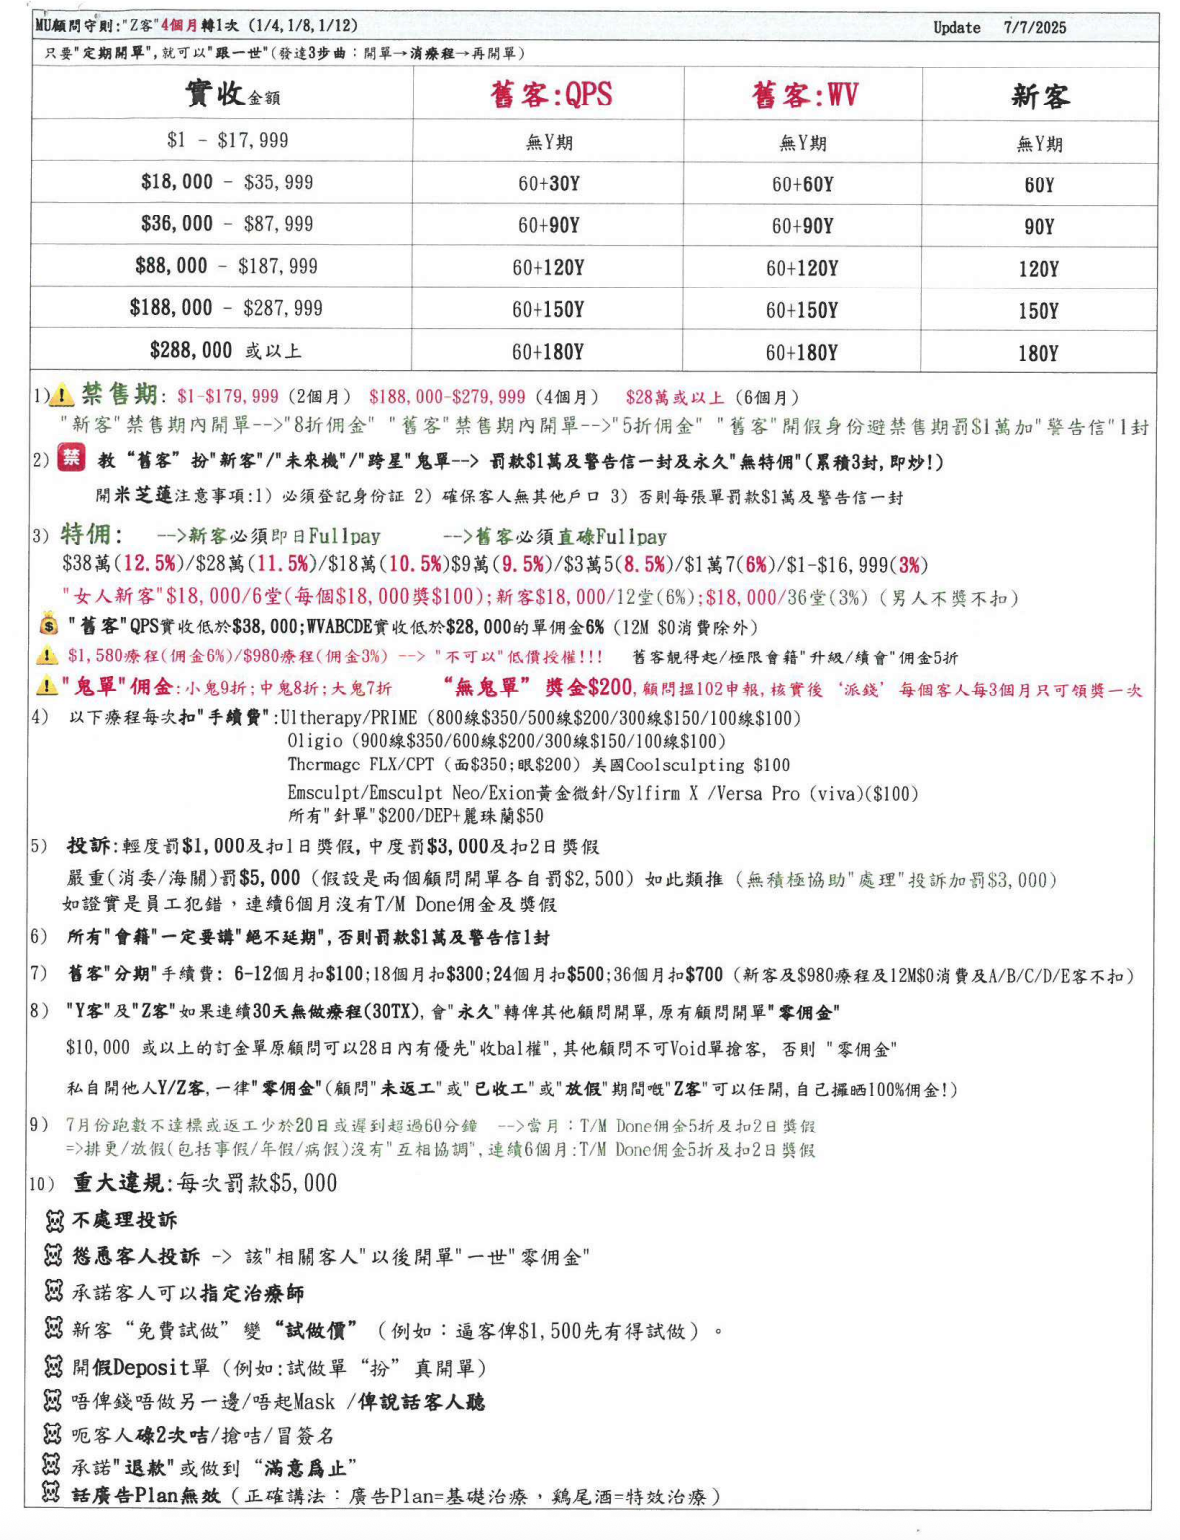 MU顧問守則:"Z客"4個月轉1次 (1/4,1/8,1/12) Update 7/7/2025
只要"定期開單",就可以"跟一世"(發達3步曲：開單→消療程→再開單)
實收金額 舊客:QPS 舊客:WV 新客
$1 - $17,999 無Y期 無Y期 無Y期
$18,000 - $35,999 60+30Y 60+60Y 60Y
$36,000 - $87,999 60+90Y 60+90Y 90Y
$88,000 - $187,999 60+120Y 60+120Y 120Y
$188,000 - $287,999 60+150Y 60+150Y 150Y
$288,000 或以上 60+180Y 60+180Y 180Y
1)⚠ 禁售期: $1-$179,999 (2個月) $188,000-$279,999 (4個月) $28萬或以上 (6個月)
"新客"禁售期內開單-->"8折佣金" "舊客"禁售期內開單-->"5折佣金" "舊客"開假身份避禁售期罰$1萬加"警告信"1封
2) 禁 教“舊客”扮"新客"/"未來機"/"跨星"鬼單--> 罰款$1萬及警告信一封及永久"無特佣"(累積3封,即炒!)
開米芝蓮注意事項:1) 必須登記身份証 2) 確保客人無其他戶口 3) 否則每張單罰款$1萬及警告信一封
3) 特佣: -->新客必須即日Fullpay -->舊客必須直碌Fullpay
$38萬(12.5%)/$28萬(11.5%)/$18萬(10.5%)$9萬(9.5%)/$3萬5(8.5%)/$1萬7(6%)/$1-$16,999(3%)
"女人新客"$18,000/6堂(每個$18,000獎$100);新客$18,000/12堂(6%);$18,000/36堂(3%) (男人不獎不扣)
"舊客"QPS實收低於$38,000;WVABCDE實收低於$28,000的單佣金6% (12M $0消費除外)
⚠ $1,580療程(佣金6%)/$980療程(佣金3%) --> "不可以"低價授權!!! 舊客靚得起/極限會籍"升級/續會"佣金5折
⚠"鬼單"佣金:小鬼9折;中鬼8折;大鬼7折 “無鬼單” 獎金$200,顧問搵102申報,核實後‘派錢’每個客人每3個月只可領獎一次
4) 以下療程每次扣"手續費":Ultherapy/PRIME (800線$350/500線$200/300線$150/100線$100)
Oligio (900線$350/600線$200/300線$150/100線$100)
Thermage FLX/CPT (面$350;眼$200) 美國Coolsculpting $100
Emsculpt/Emsculpt Neo/Exion黃金微針/Sylfirm X /Versa Pro (viva)($100)
所有"針單"$200/DEP+麗珠蘭$50
5) 投訴:輕度罰$1,000及扣1日獎假,中度罰$3,000及扣2日獎假
嚴重(消委/海關)罰$5,000 (假設是兩個顧問開單各自罰$2,500) 如此類推 (無積極協助"處理"投訴加罰$3,000)
如證實是員工犯錯，連續6個月沒有T/M Done佣金及獎假
6) 所有"會籍"一定要講"絕不延期",否則罰款$1萬及警告信1封
7) 舊客"分期"手續費: 6-12個月扣$100;18個月扣$300;24個月扣$500;36個月扣$700 (新客及$980療程及12M$0消費及A/B/C/D/E客不扣)
8) "Y客"及"Z客"如果連續30天無做療程(30TX),會"永久"轉俾其他顧問開單,原有顧問開單"零佣金"
$10,000 或以上的訂金單原顧問可以28日內有優先"收bal權",其他顧問不可Void單搶客, 否則 "零佣金"
私自開他人Y/Z客,一律"零佣金"(顧問"未返工"或"已收工"或"放假"期間嘅"Z客"可以任開,自己攞晒100%佣金!)
9) 7月份跑數不達標或返工少於20日或遲到超過60分鐘 -->當月：T/M Done佣金5折及扣2日獎假
=>排更/放假(包括事假/年假/病假)沒有"互相協調",連續6個月:T/M Done佣金5折及扣2日獎假
10) 重大違規:每次罰款$5,000
不處理投訴
慫恿客人投訴 -> 該"相關客人"以後開單"一世"零佣金"
承諾客人可以指定治療師
新客“免費試做”變“試做價”（例如：逼客俾$1,500先有得試做）。
開假Deposit單 (例如:試做單“扮”真開單)
唔俾錢唔做另一邊/唔起Mask /俾說話客人聽
呃客人碌2次咭/搶咭/冒簽名
承諾"退款"或做到“滿意爲止”
話廣告Plan無效（正確講法：廣告Plan=基礎治療，鷄尾酒=特效治療）